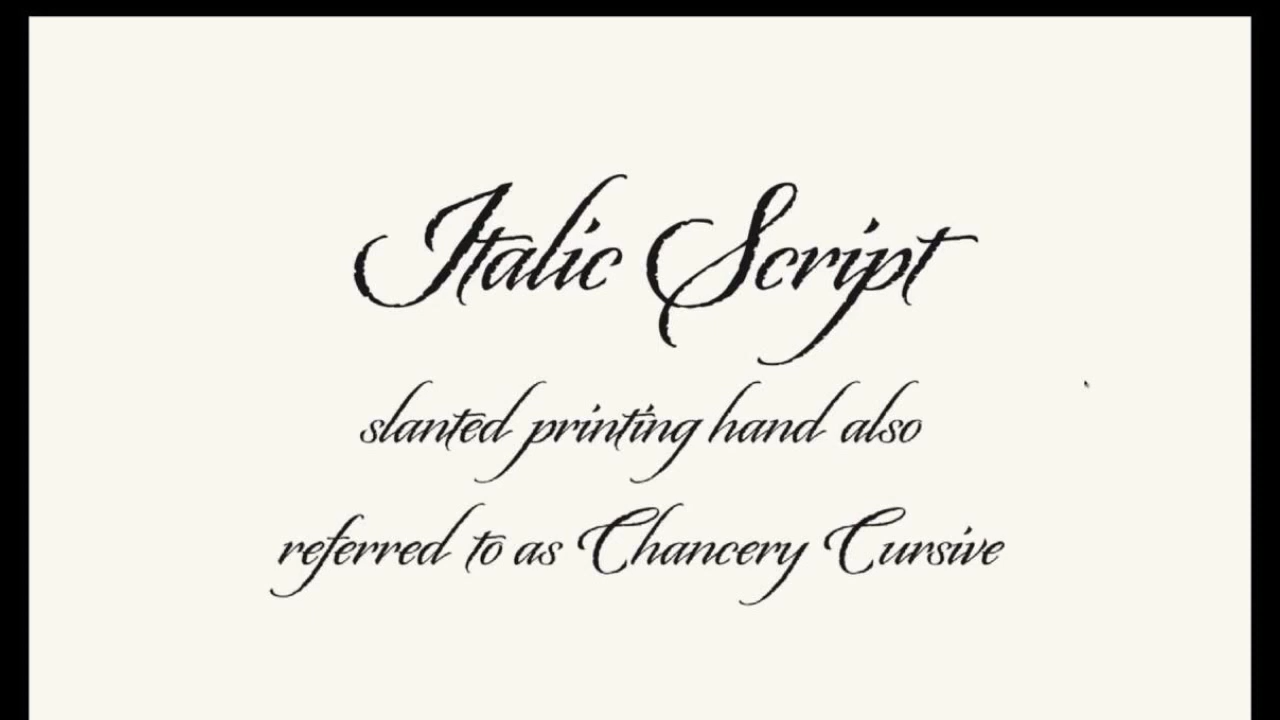 Italic Script
slanted printing hand also
referred to as Chancery Cursive